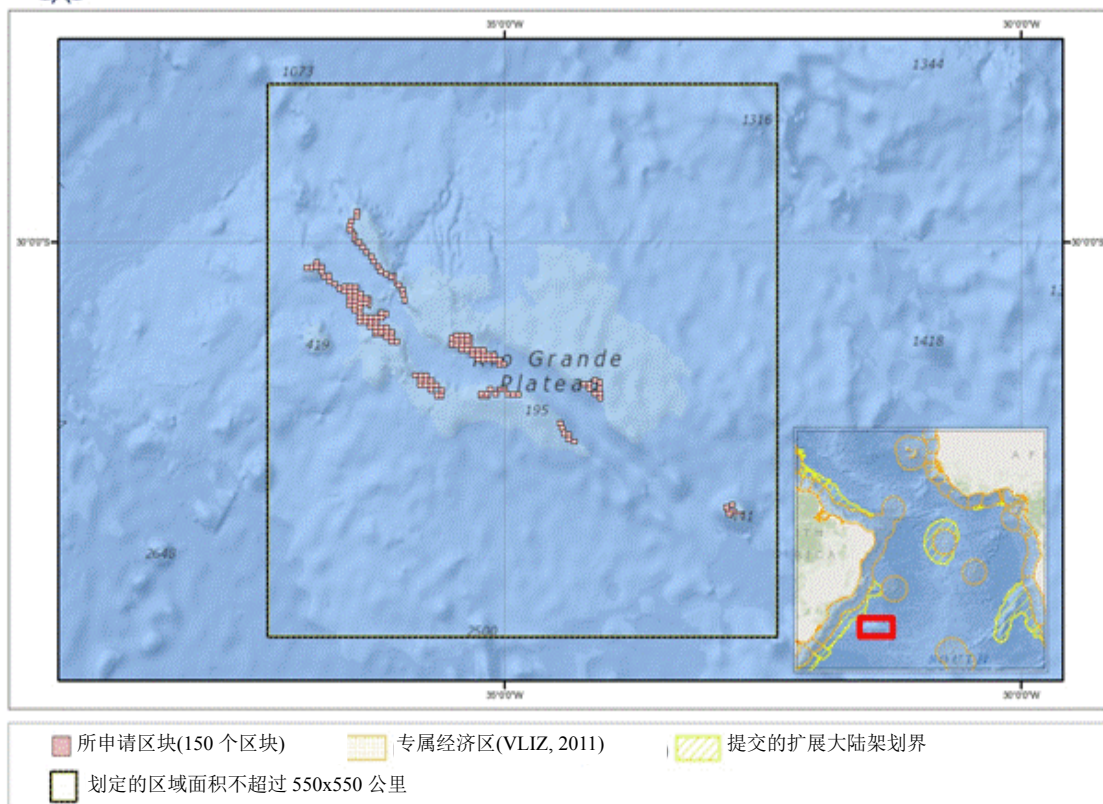 35°0'0"W 30°0'0"W
1073 1344
1316
30°0'0"S 30°0'0"S
419 1418
Rio Grande
Plateau
195
2648
2500
35°0'0"W 30°0'0"W
所申请区块(150 个区块) 专属经济区(VLIZ, 2011) 提交的扩展大陆架划界
划定的区域面积不超过 550x550 公里